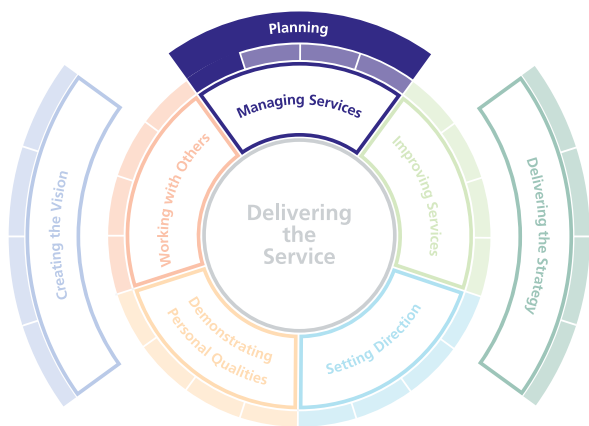 Planning
Managing Services
Working with Others
Improving Services
Creating the Vision
Delivering
the
Service
Delivering the Strategy
Demonstrating
Personal Qualities
Setting Direction